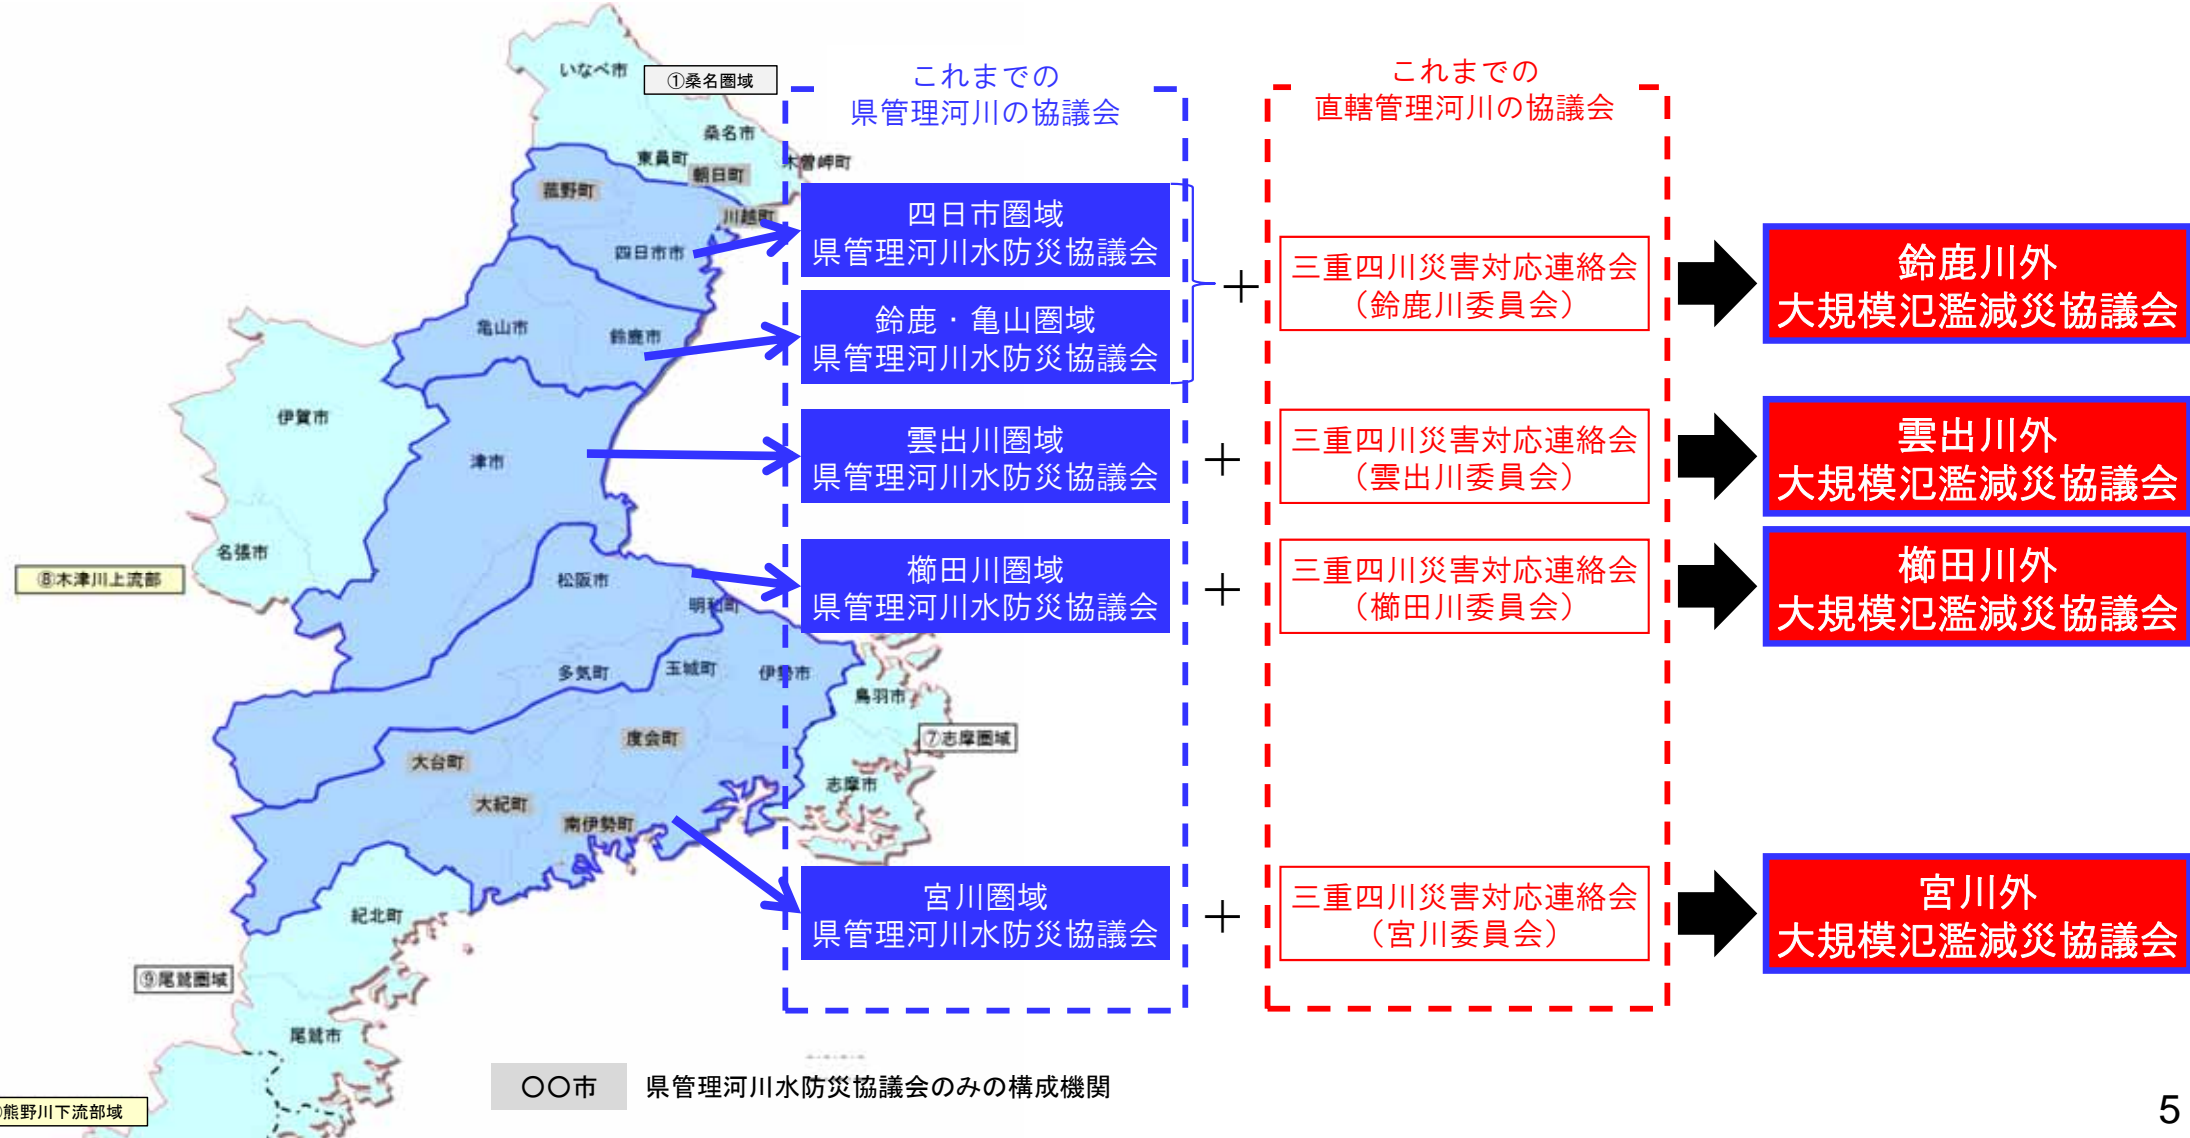 いなべ市
①桑名圏域
桑名市
東員町
朝日町
木曽岬町
菰野町
川越町
四日市市
亀山市
鈴鹿市
伊賀市
津市
名張市
⑧木津川上流部
松阪市
明和町
多気町
玉城町
伊勢市
鳥羽市
⑦志摩圏域
度会町
大台町
志摩市
大紀町
南伊勢町
紀北町
⑨尾鷲圏域
尾鷲市
熊野川下流部域
これまでの
県管理河川の協議会
四日市圏域
県管理河川水防災協議会
鈴鹿・亀山圏域
県管理河川水防災協議会
雲出川圏域
県管理河川水防災協議会
櫛田川圏域
県管理河川水防災協議会
宮川圏域
県管理河川水防災協議会
+
+
+
+
これまでの
直轄管理河川の協議会
三重四川災害対応連絡会
（鈴鹿川委員会）
三重四川災害対応連絡会
（雲出川委員会）
三重四川災害対応連絡会
（櫛田川委員会）
三重四川災害対応連絡会
（宮川委員会）
鈴鹿川外
大規模氾濫減災協議会
雲出川外
大規模氾濫減災協議会
櫛田川外
大規模氾濫減災協議会
宮川外
大規模氾濫減災協議会
〇〇市 県管理河川水防災協議会のみの構成機関
5